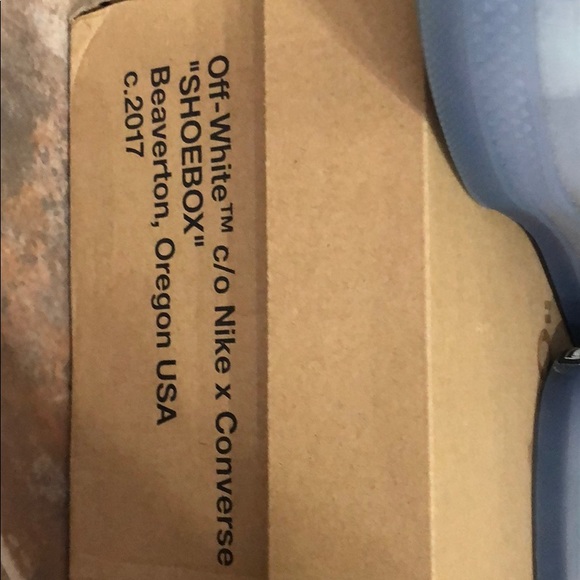 Off-White™ c/o Nike x Converse
"SHOEBOX"
Beaverton, Oregon USA
c.2017